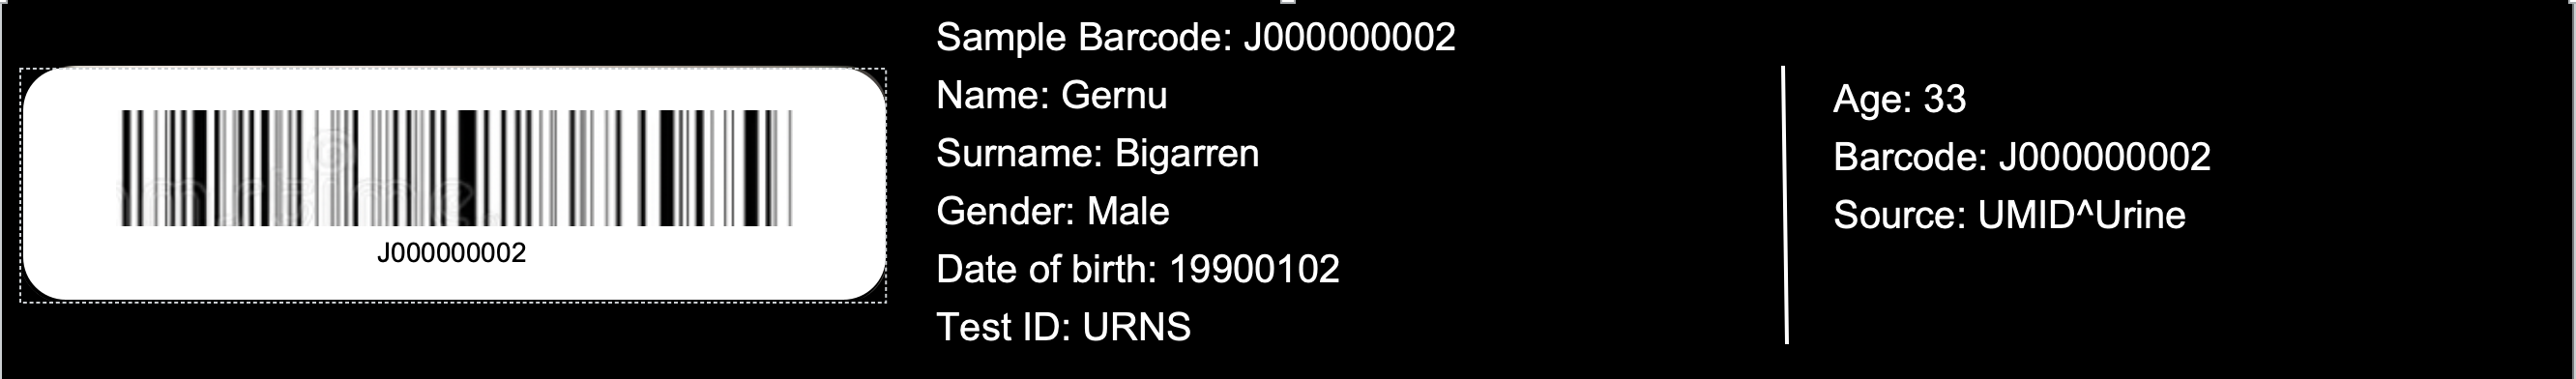 J000000002
Sample Barcode: J000000002
Name: Gernu
Surname: Bigarren
Gender: Male
Date of birth: 19900102
Test ID: URNS
Age: 33
Barcode: J000000002
Source: UMID^Urine